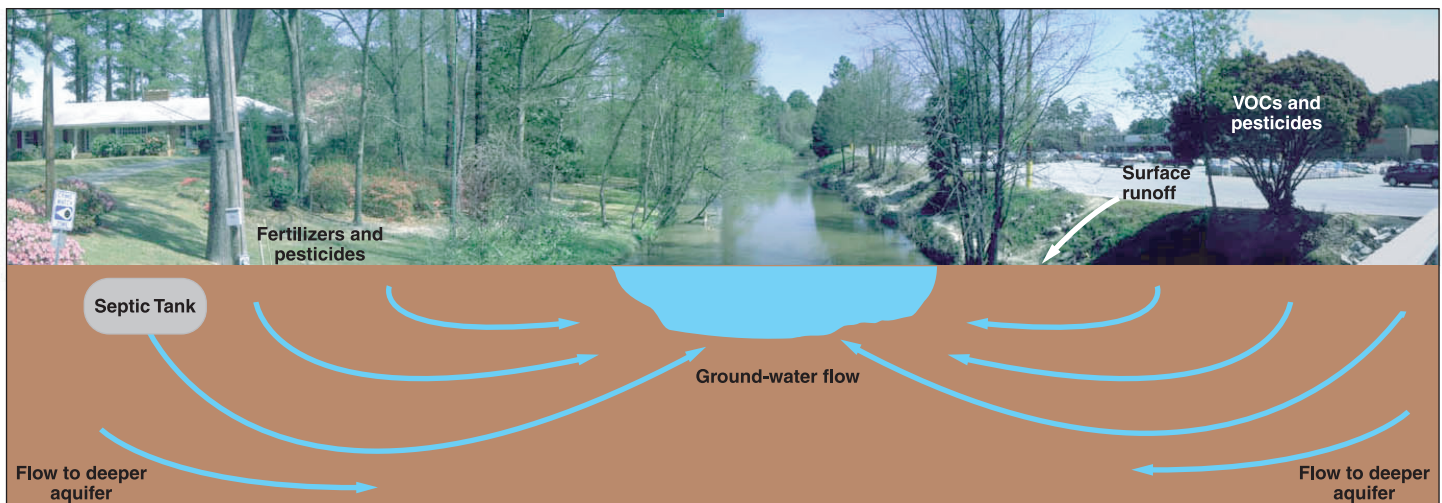 VOCs and
pesticides
Surface
runoff
Fertilizers and
pesticides
Septic Tank
Ground-water flow
Flow to deeper
aquifer
Flow to deeper
aquifer